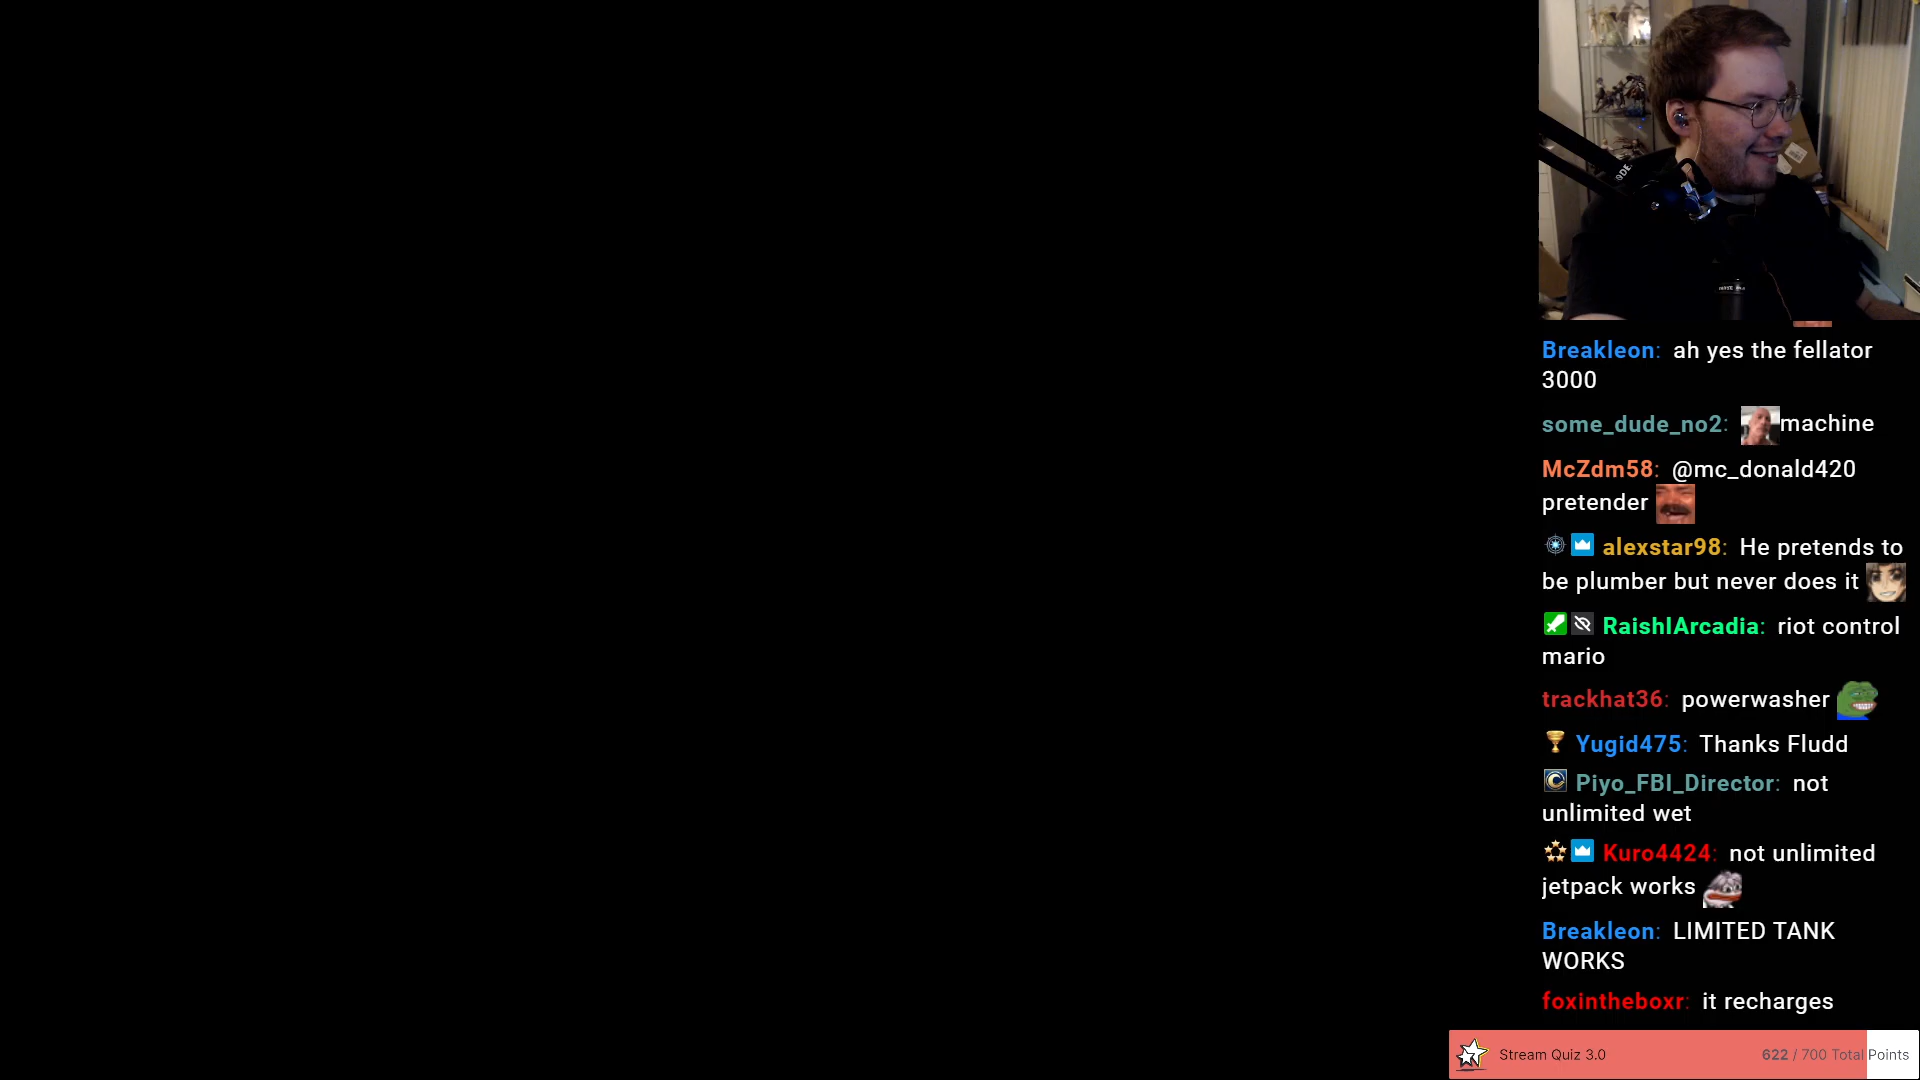 Breakleon: ah yes the fellator
3000
some_dude_no2: machine
McZdm58: @mc_donald420
pretender
alexstar98: He pretends to
be plumber but never does it
RaishIArcadia: riot control
mario
trackhat36: powerwasher
Yugid475: Thanks Fludd
Piyo_FBI_Director: not
unlimited wet
Kuro4424: not unlimited
jetpack works
Breakleon: LIMITED TANK
WORKS
foxintheboxr: it recharges
Stream Quiz 3.0 622 / 700 Total Points